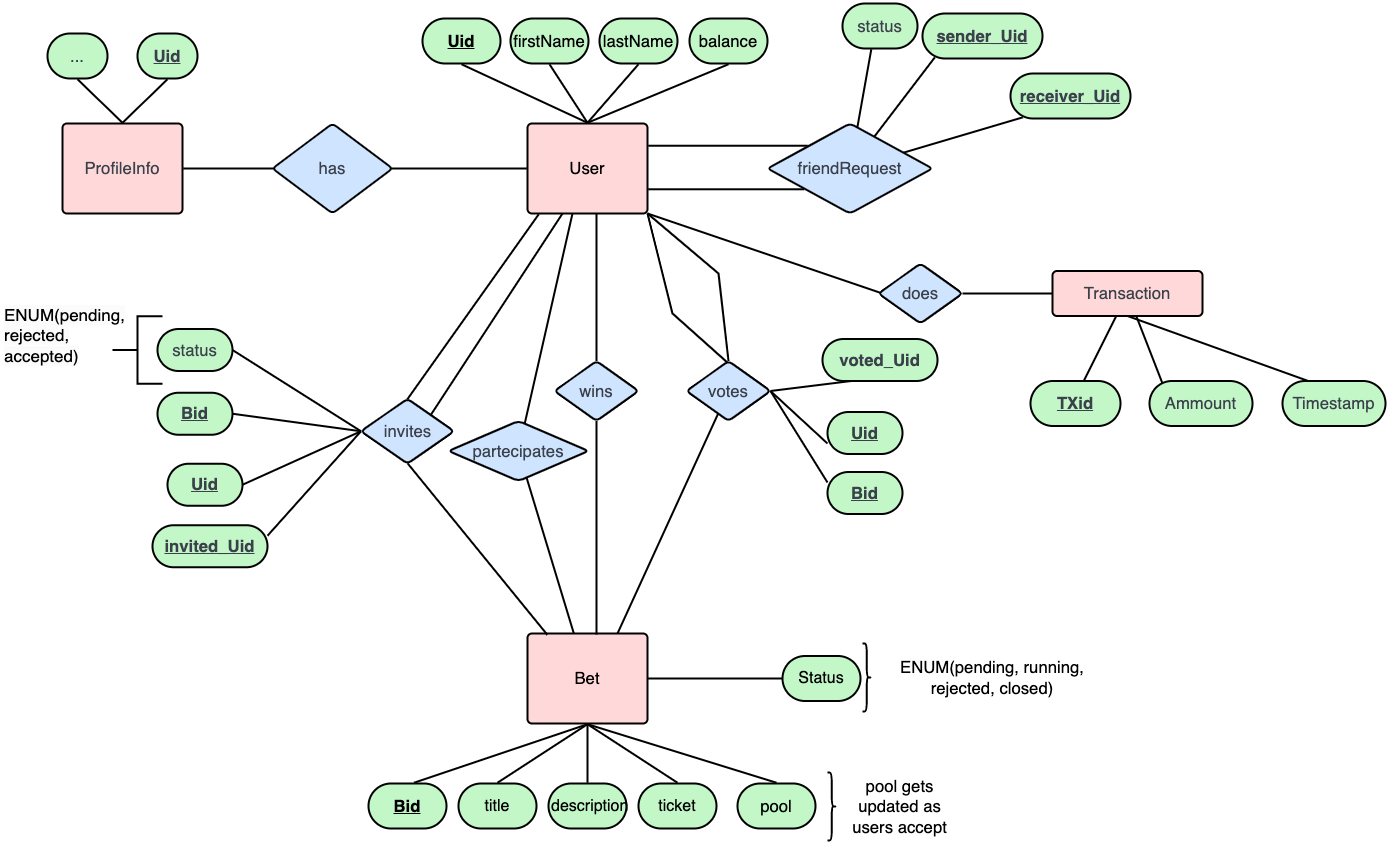 ...
Uid
Uid
firstName
lastName
balance
status
sender_Uid
receiver_Uid
ProfileInfo
has
User
friendRequest
does
Transaction
TXid
Ammount
Timestamp
ENUM(pending,
rejected,
accepted)
status
Bid
Uid
invited_Uid
invites
partecipates
wins
votes
voted_Uid
Uid
Bid
Bet
Status
ENUM(pending, running,
rejected, closed)
Bid
title
description
ticket
pool
pool gets
updated as
users accept